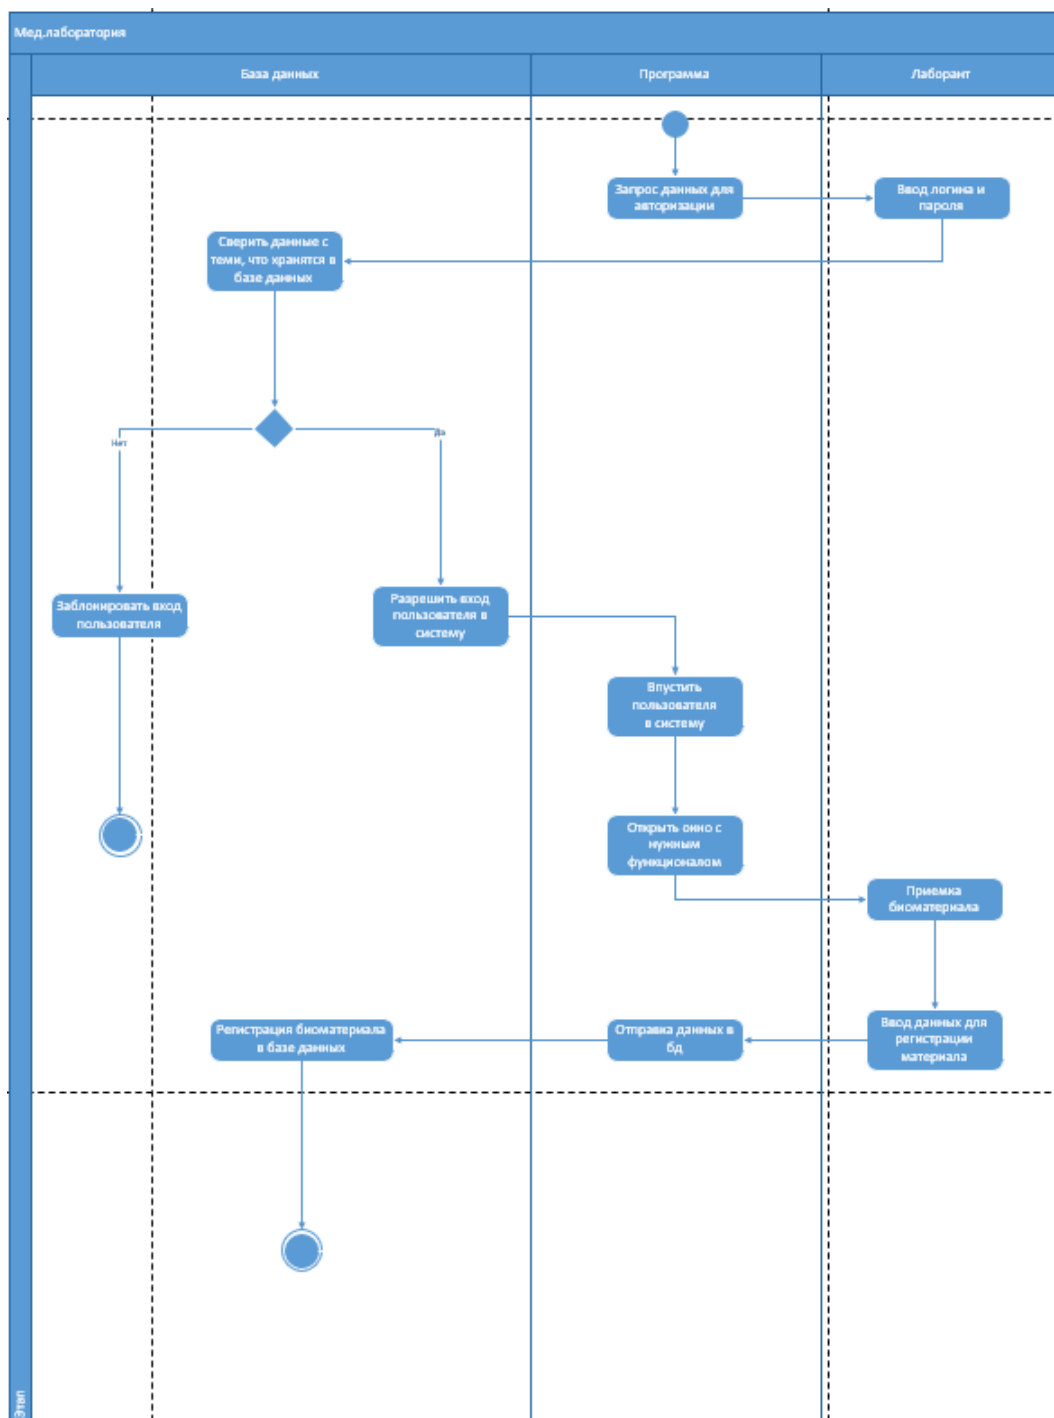 Мед.лаборатория
База данных
Программа
Лаборант
Запрос данных для
авторизации
Ввод логина и
пароля
Сверить данные с
теми, что хранятся в
базе данных
Нет
Да
Заблокировать вход
пользователя
Разрешить вход
пользователя в
систему
Впустить
пользователя
в систему
Открыть окно с
нужным
функционалом
Приемка
биоматериала
Регистрация биоматериала
в базе данных
Отправка данных в
бд
Ввод данных для
регистрации
материала
Этап